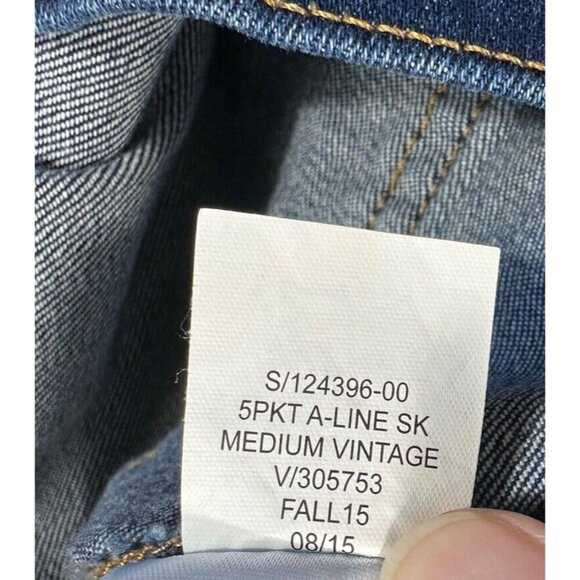 S/124396-00
5PKT A-LINE SK
MEDIUM VINTAGE
V/305753
FALL15
08/15